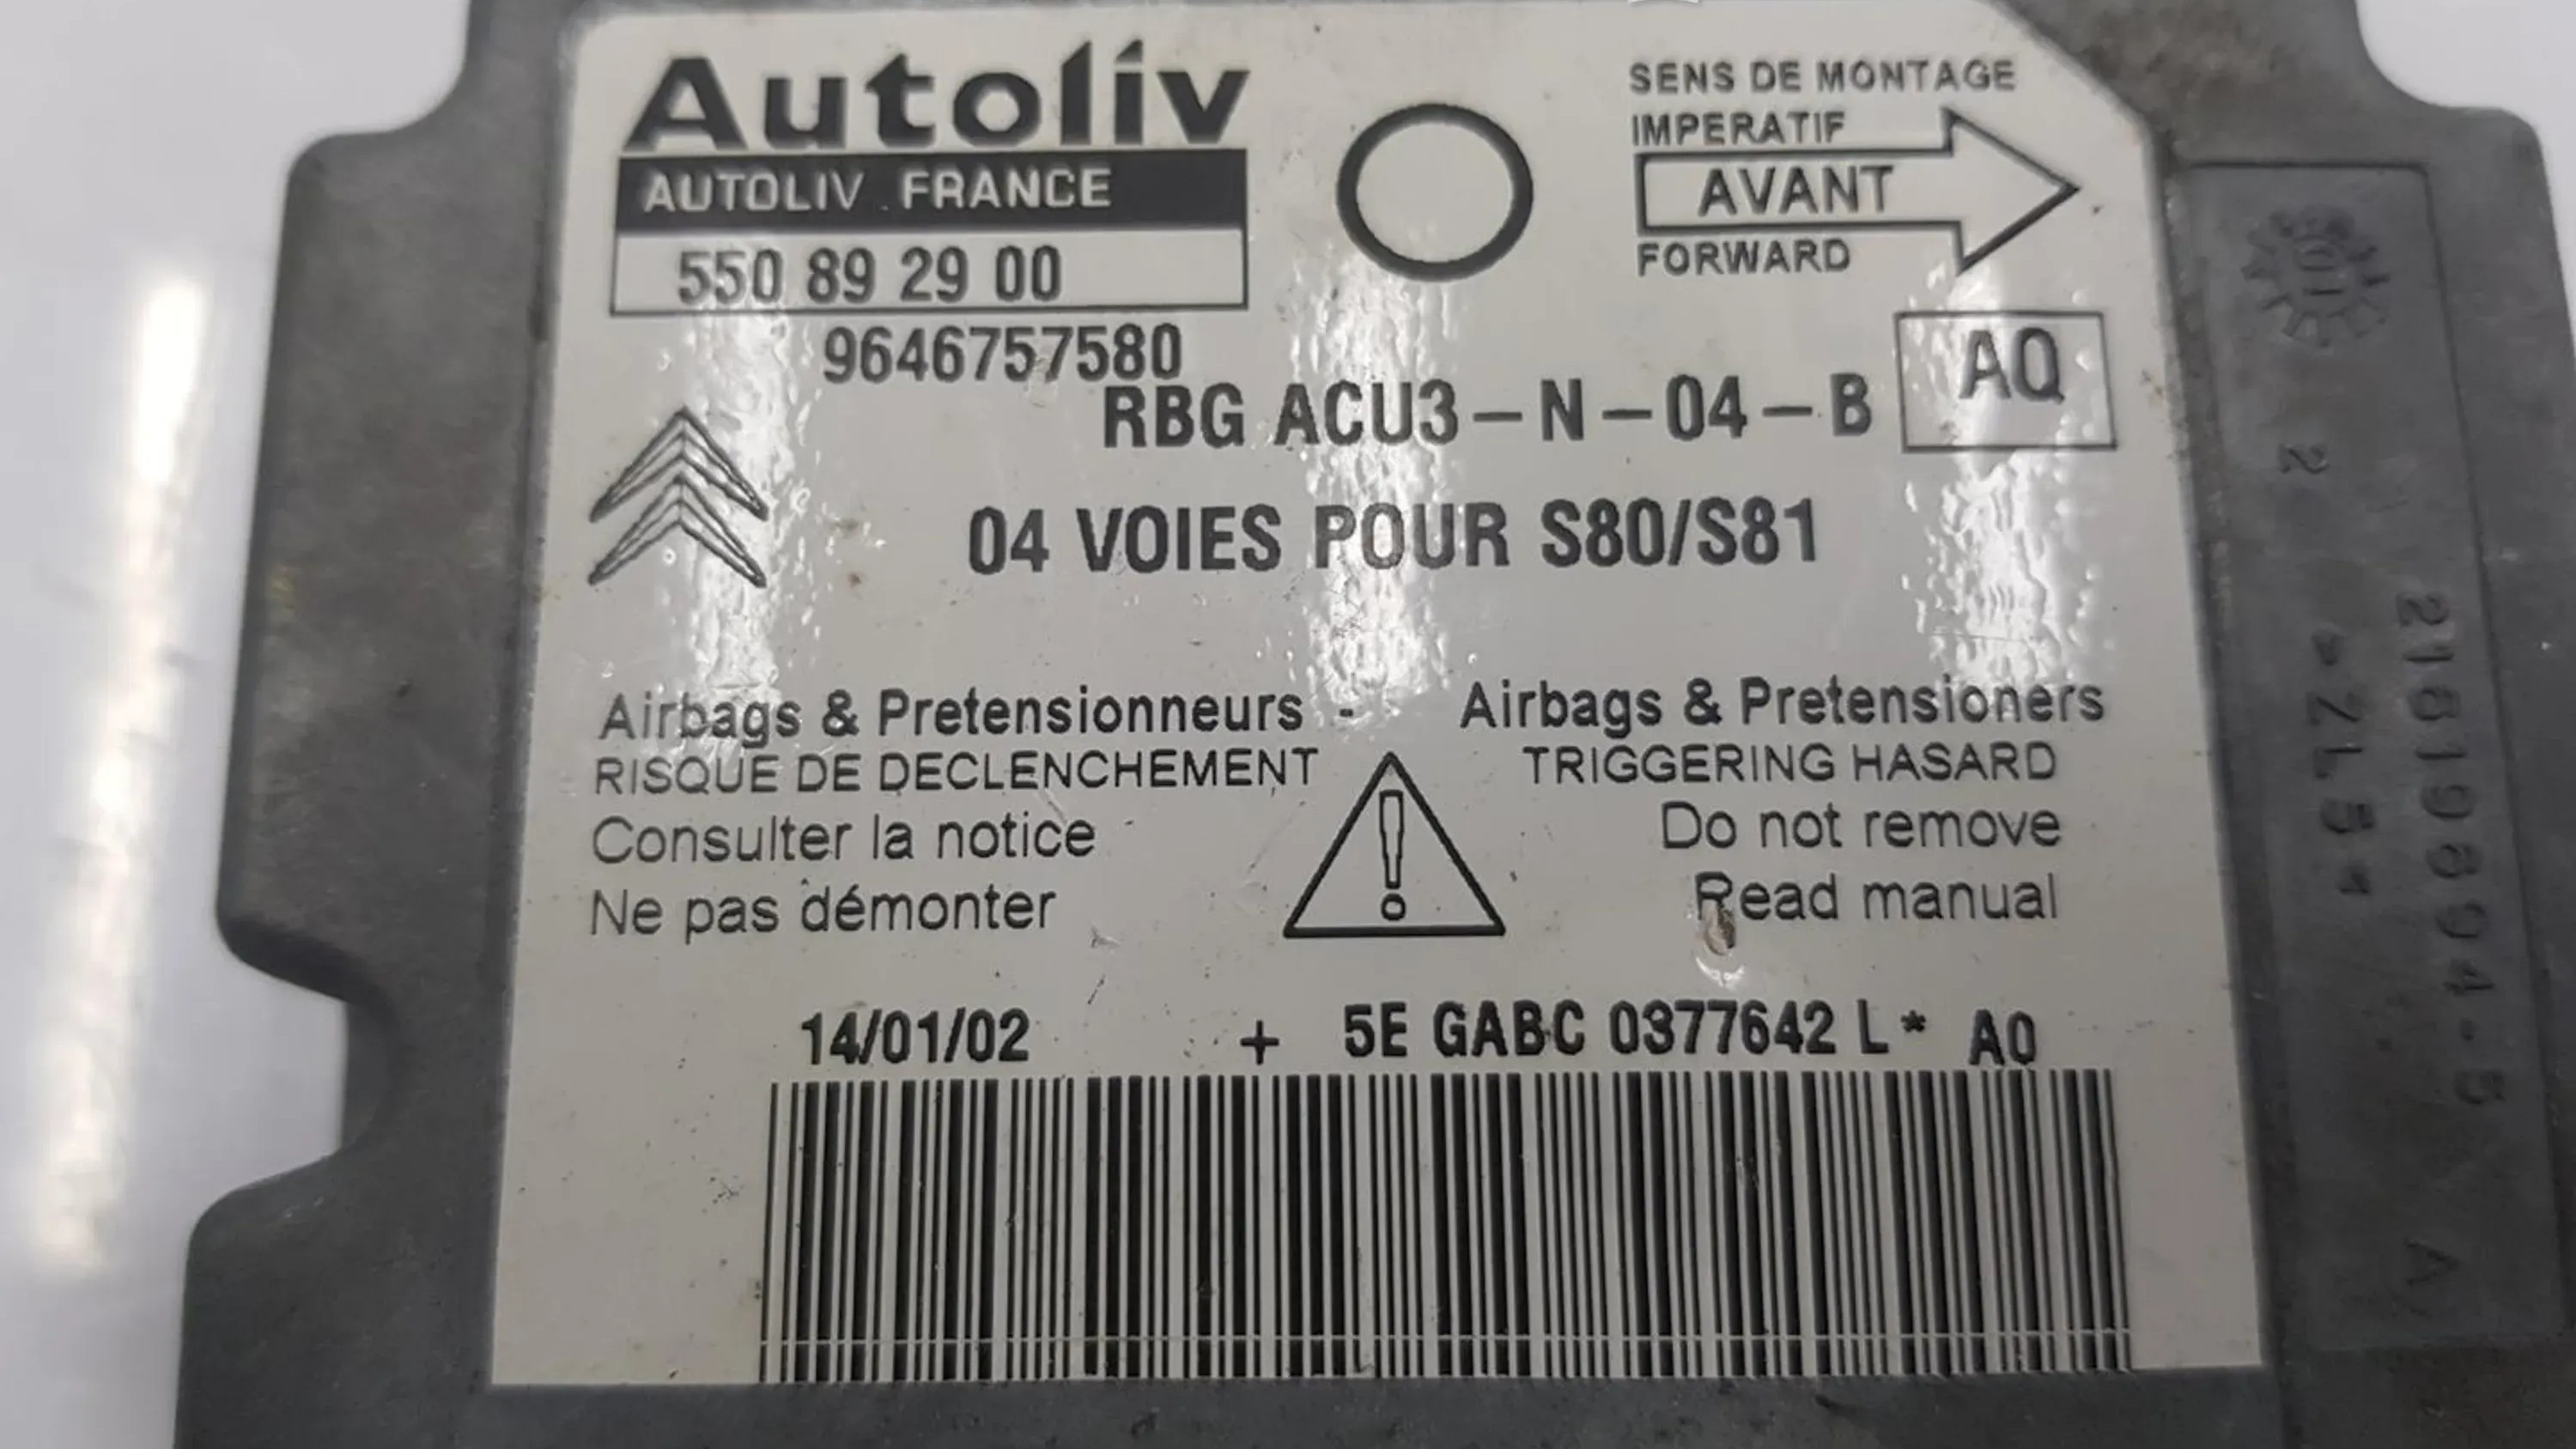 Autoliv
AUTOLIV FRANCE
550 89 29 00
9646757580
SENS DE MONTAGE
IMPERATIF
AVANT
FORWARD
RBG ACU3-N-04-B
AQ
04 VOIES POUR S80/S81
Airbags & Pretensionneurs -
RISQUE DE DECLENCHEMENT
Consulter la notice
Ne pas démonter
Airbags & Pretensioners
TRIGGERING HASARD
Do not remove
Read manual
14/01/02 + 5E GABC 0377642 L* A0
2